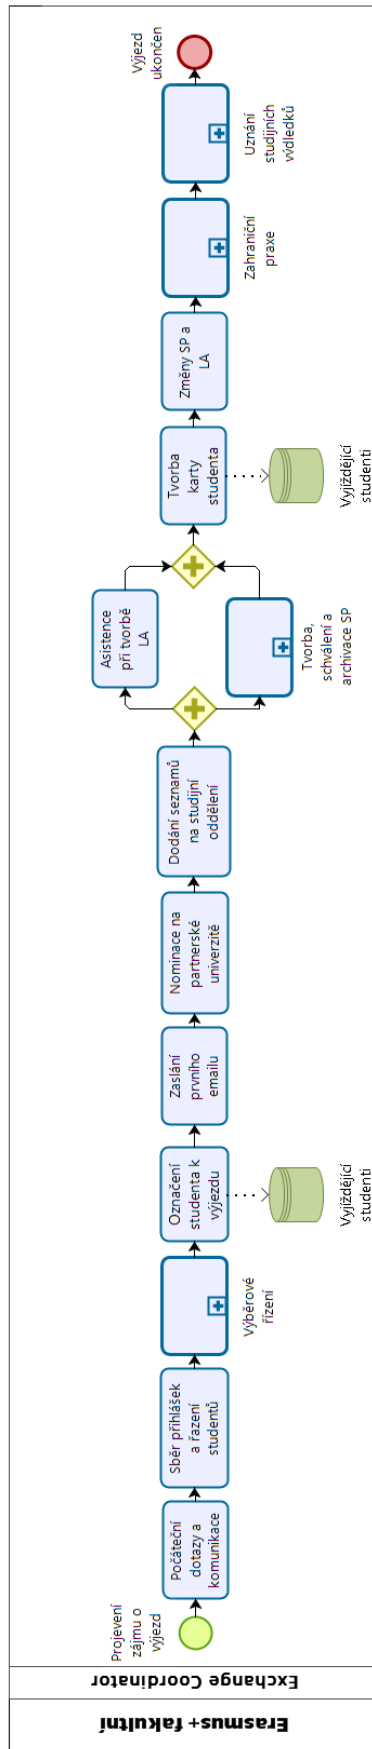 Erasmus+ fakultní
Exchange Coordinator
Projevení
zájmu o
výjezd
Počáteční
dotazy a
komunikace
Sběr přihlášek
a řazení
studentů
Výběrové
řízení
Označení
studenta k
výjezdu
Vyjíždějící
studenti
Zaslání
prvního
emailu
Nominace na
partnerské
univerzitě
Dodání seznamů
na studijní
oddělení
Asistence
při tvorbě
LA
Tvorba,
schválení a
archivace SP
Tvorba
karty
studenta
Vyjíždějící
studenti
Změny SP a
LA
Zahraniční
praxe
Uznání
studijních
vúdledků
Výjezd
ukončen